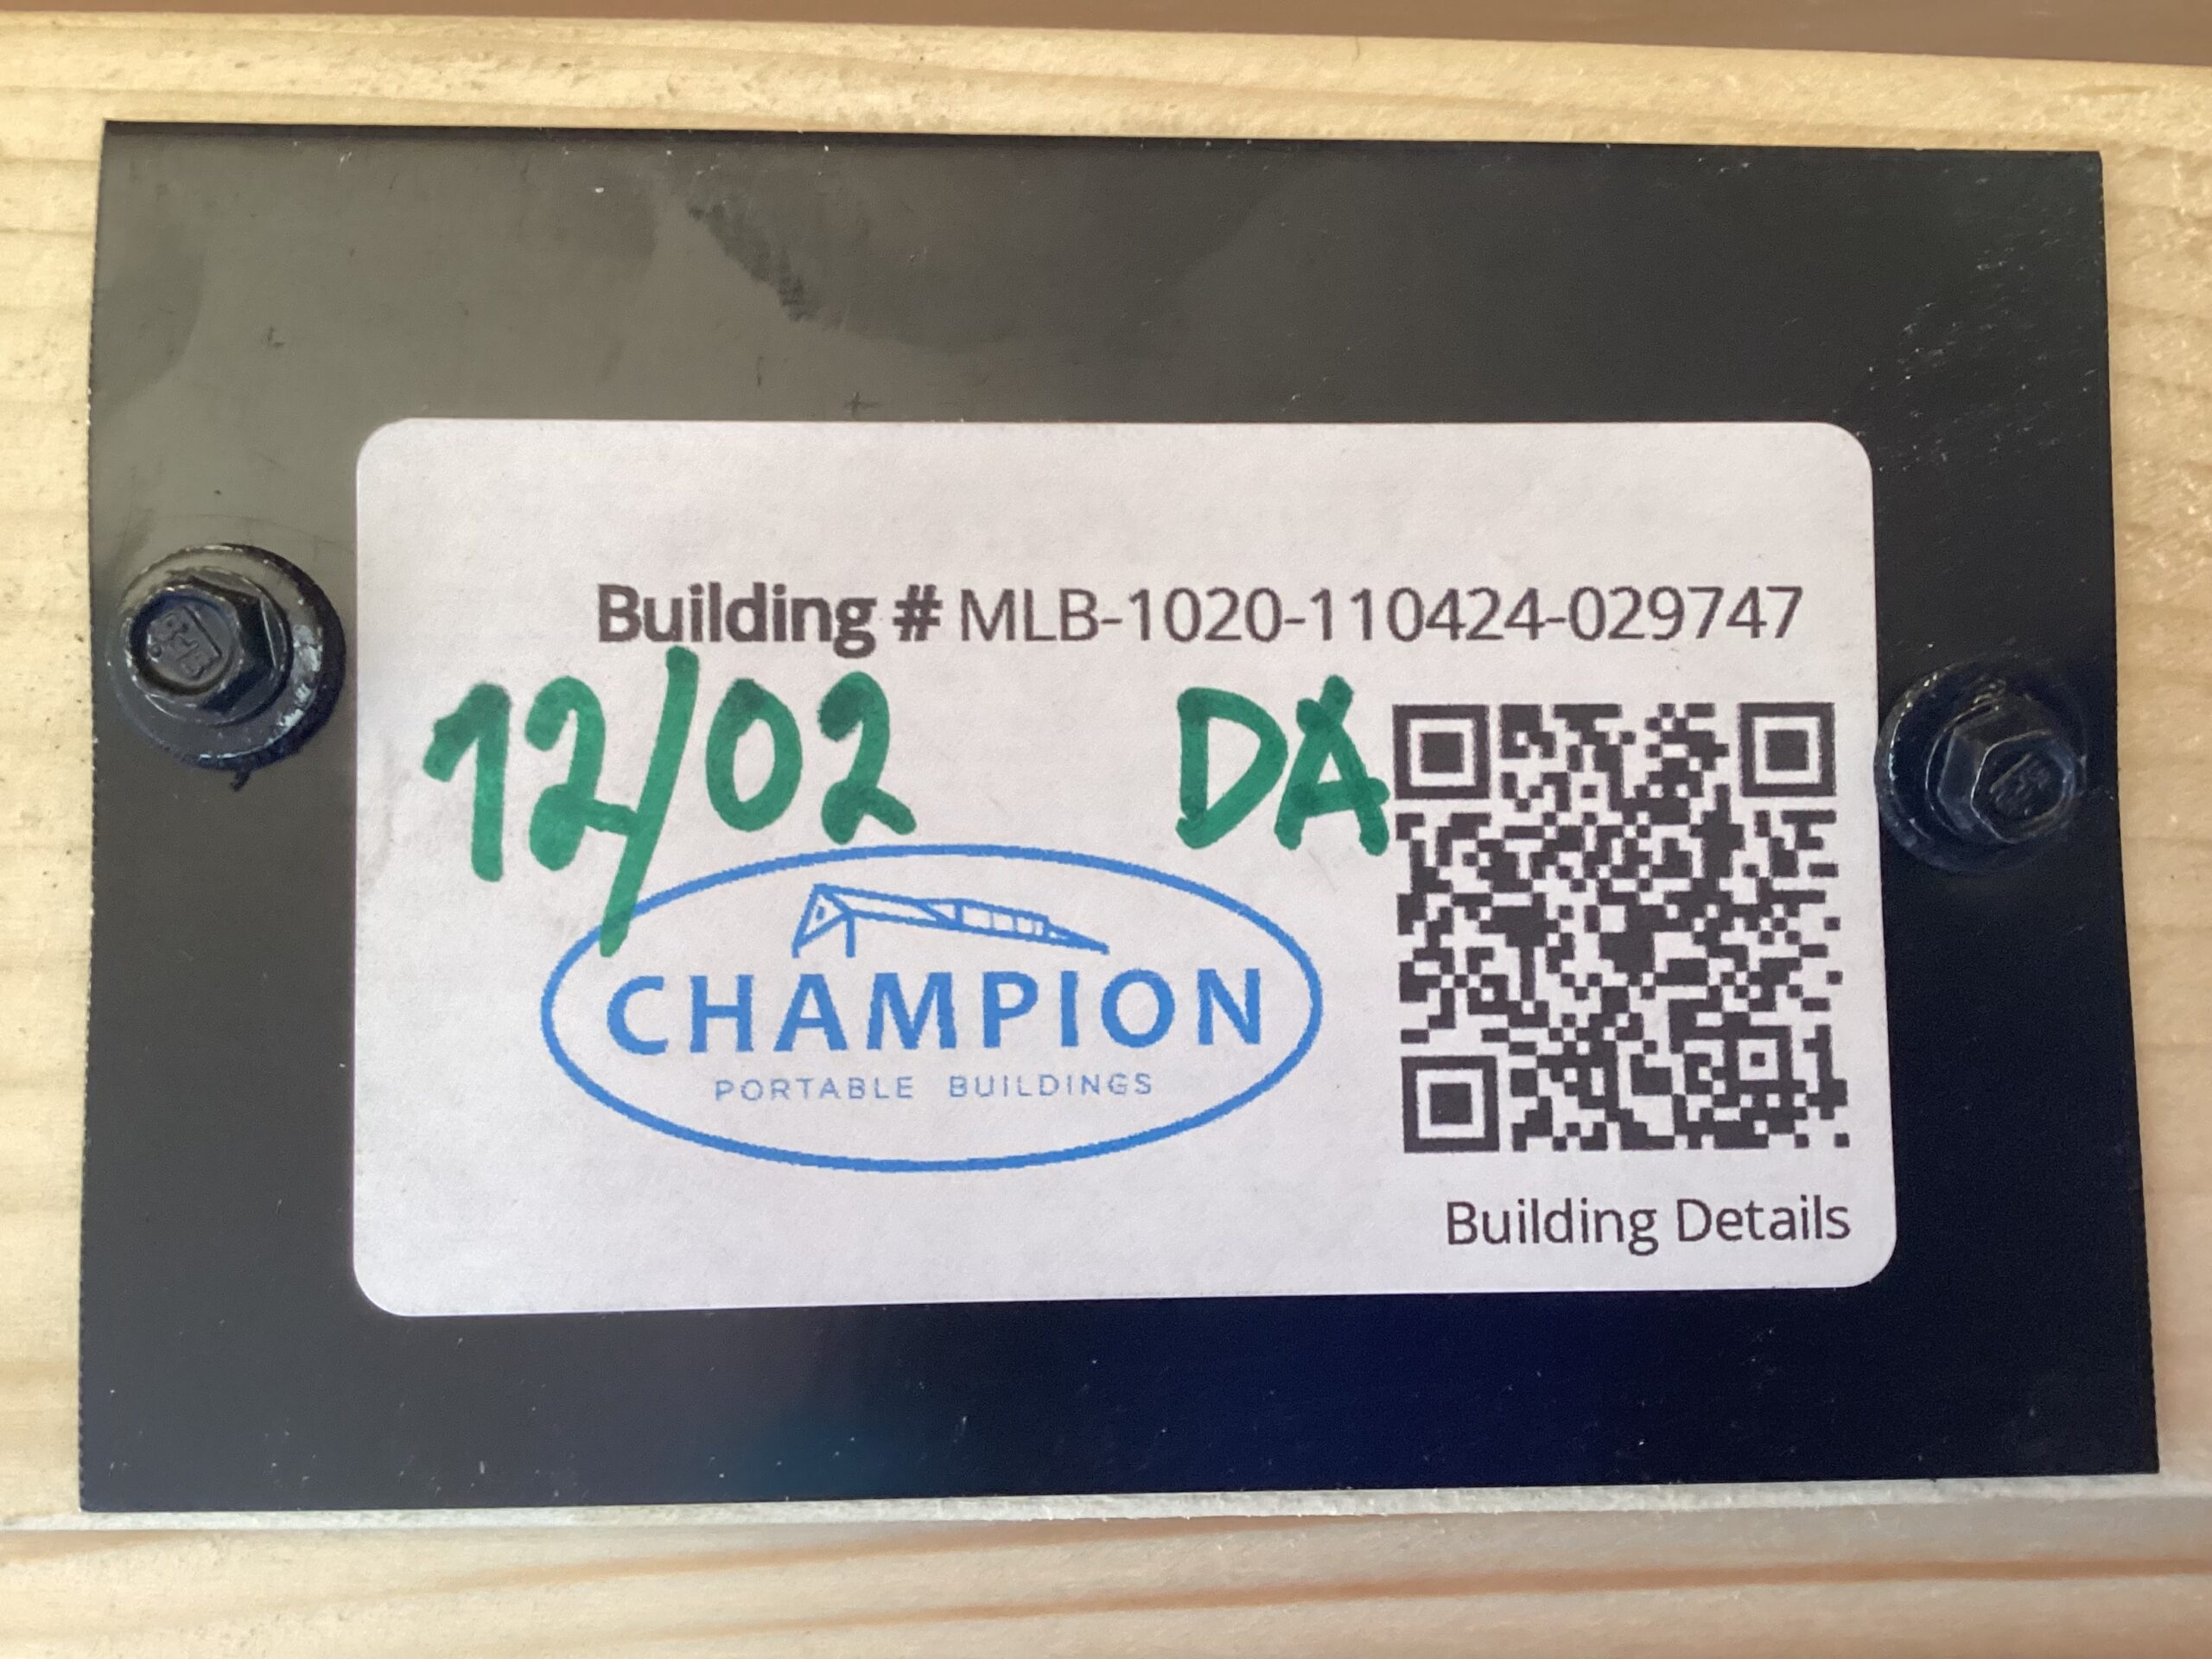 Building # MLB-1020-110424-029747
12/02 DA
CHAMPION
PORTABLE BUILDINGS
Building Details